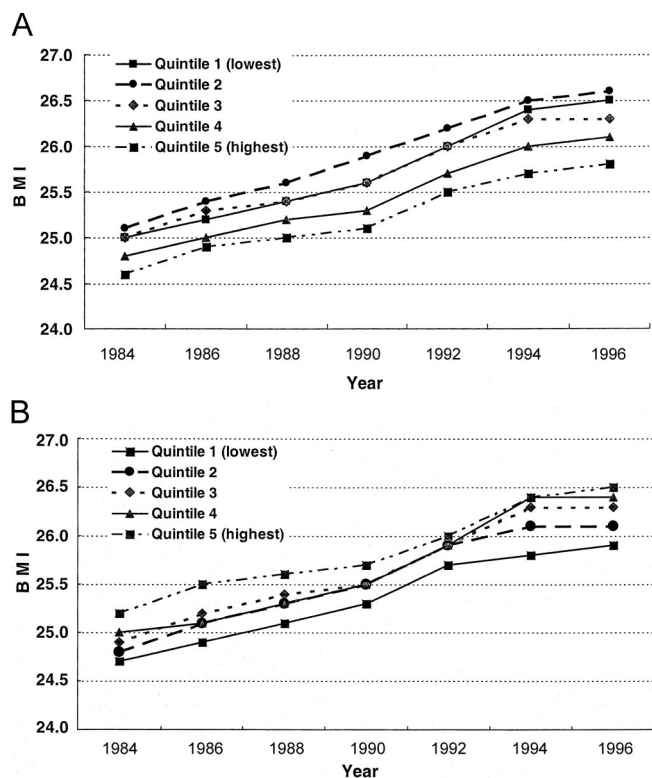 A
27.0
26.5
26.0
25.5
25.0
24.5
24.0
BMI
Quintile 1 (lowest)
Quintile 2
Quintile 3
Quintile 4
Quintile 5 (highest)
1984 1986 1988 1990 1992 1994 1996
Year
B
27.0
26.5
26.0
25.5
25.0
24.5
24.0
BMI
Quintile 1 (lowest)
Quintile 2
Quintile 3
Quintile 4
Quintile 5 (highest)
1984 1986 1988 1990 1992 1994 1996
Year